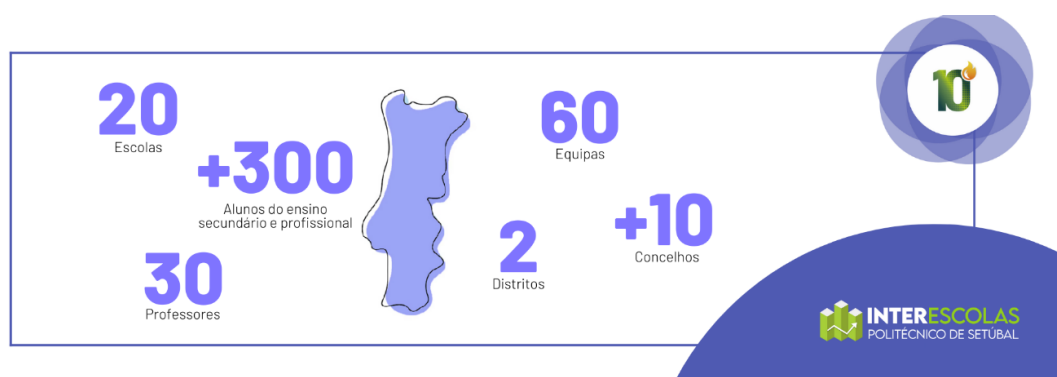 20
Escolas
+300
Alunos do ensino
secundário e profissional
30
Professores
60
Equipas
2
Distritos
+10
Concelhos
10
INTERESCOLAS
POLITÉCNICO DE SETÚBAL